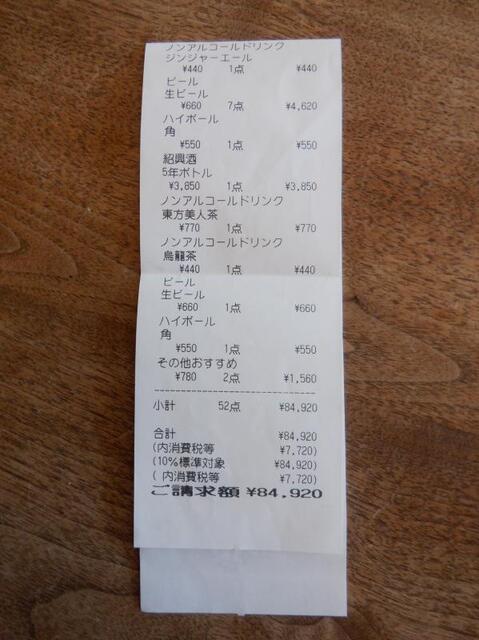 ノンアルコールドリンク
ジンジャーエール
¥440 1点 ¥440
ビール
生ビール
¥660 7点 ¥4,620
ハイボール
角
¥550 1点 ¥550
紹興酒
5年ボトル
¥3,850 1点 ¥3,850
ノンアルコールドリンク
東方美人茶
¥770 1点 ¥770
ノンアルコールドリンク
烏龍茶
¥440 1点 ¥440
ビール
生ビール
¥660 1点 ¥660
ハイボール
角
¥550 1点 ¥550
その他おすすめ
¥780 2点 ¥1,560
小計 52点 ¥84,920
合計 ¥84,920
(内消費税等 ¥7,720)
(10%標準対象 ¥84,920)
( 内消費税等 ¥7,720)
ご請求額 ¥84,920